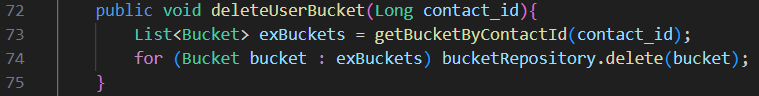 72 public void deleteUserBucket(Long contact_id){
73 List<Bucket> exBuckets = getBucketByContactId(contact_id);
74 for (Bucket bucket : exBuckets) bucketRepository.delete(bucket);
75 }